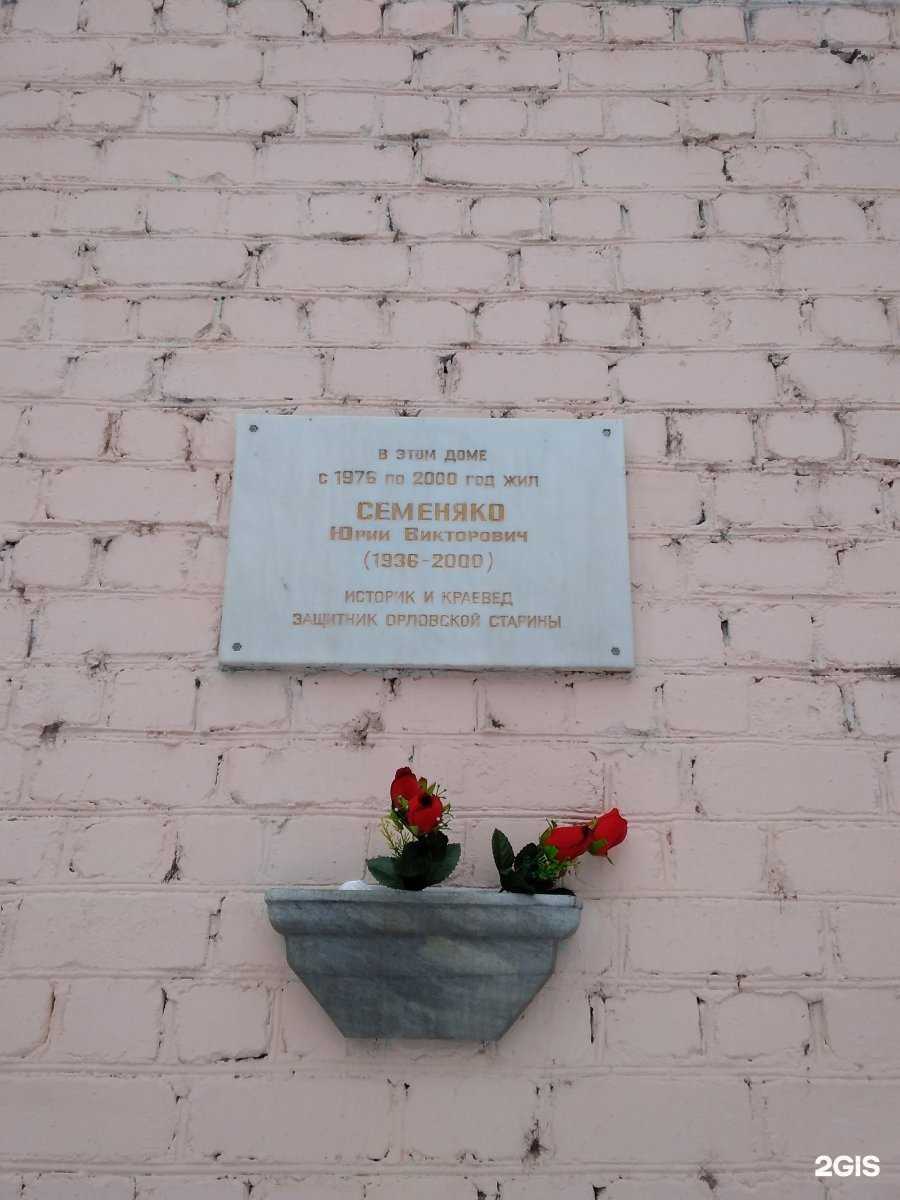 В ЭТОМ ДОМЕ
С 1976 ПО 2000 ГОД ЖИЛ
СЕМЕНЯКО
ЮРИЙ ВИКТОРОВИЧ
(1936-2000)
ИСТОРИК И КРАЕВЕД
ЗАЩИТНИК ОРЛОВСКОЙ СТАРИНЫ
2GIS